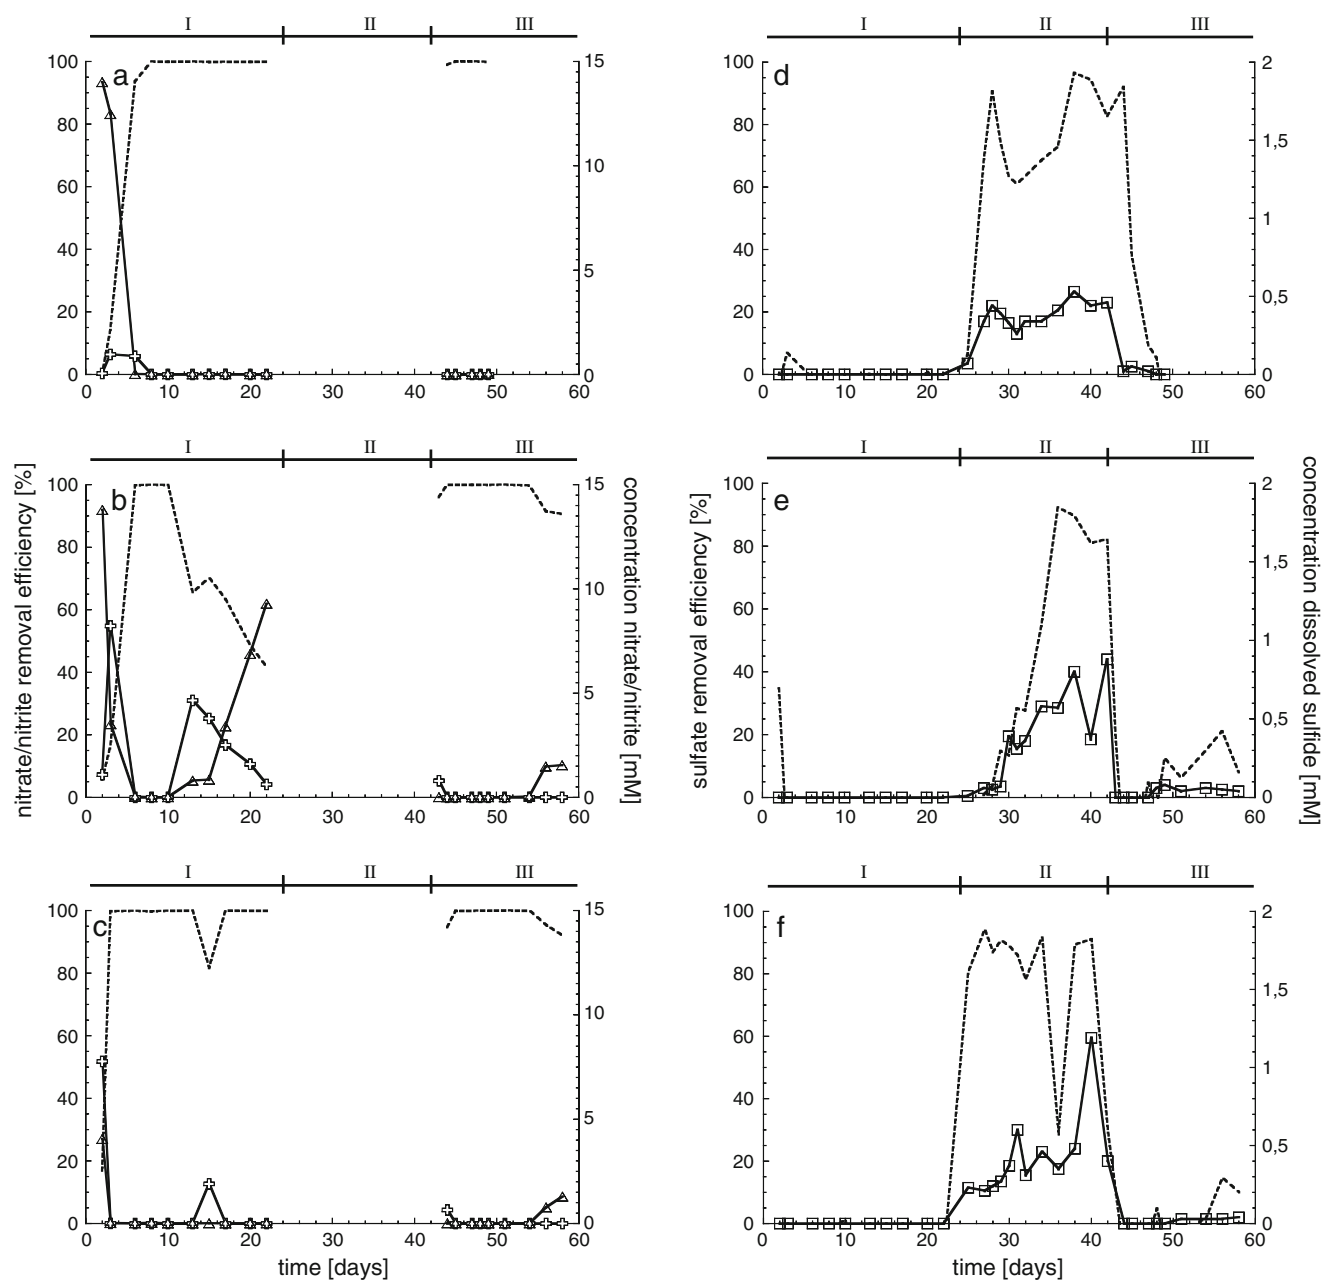 I II III I II III
100 15 100 2
a d
80 80 1,5
10
60 60
1
40 40
5
20 20 0,5
0 0 0 0
0 10 20 30 40 50 60 0 10 20 30 40 50 60
I II III I II III
100 15 100 2
b e
80 80 1,5
10
60 60
1
40 40
5
20 20 0,5
0 0 0 0
0 10 20 30 40 50 60 0 10 20 30 40 50 60
nitrate/nitrite removal efficiency [%]
concentration nitrate/nitrite [mM]
sulfate removal efficiency [%]
concentration dissolved sulfide [mM]
I II III I II III
100 15 100 2
c f
80 80 1,5
10
60 60
1
40 40
5
20 20 0,5
0 0 0 0
0 10 20 30 40 50 60 0 10 20 30 40 50 60
time [days] time [days]